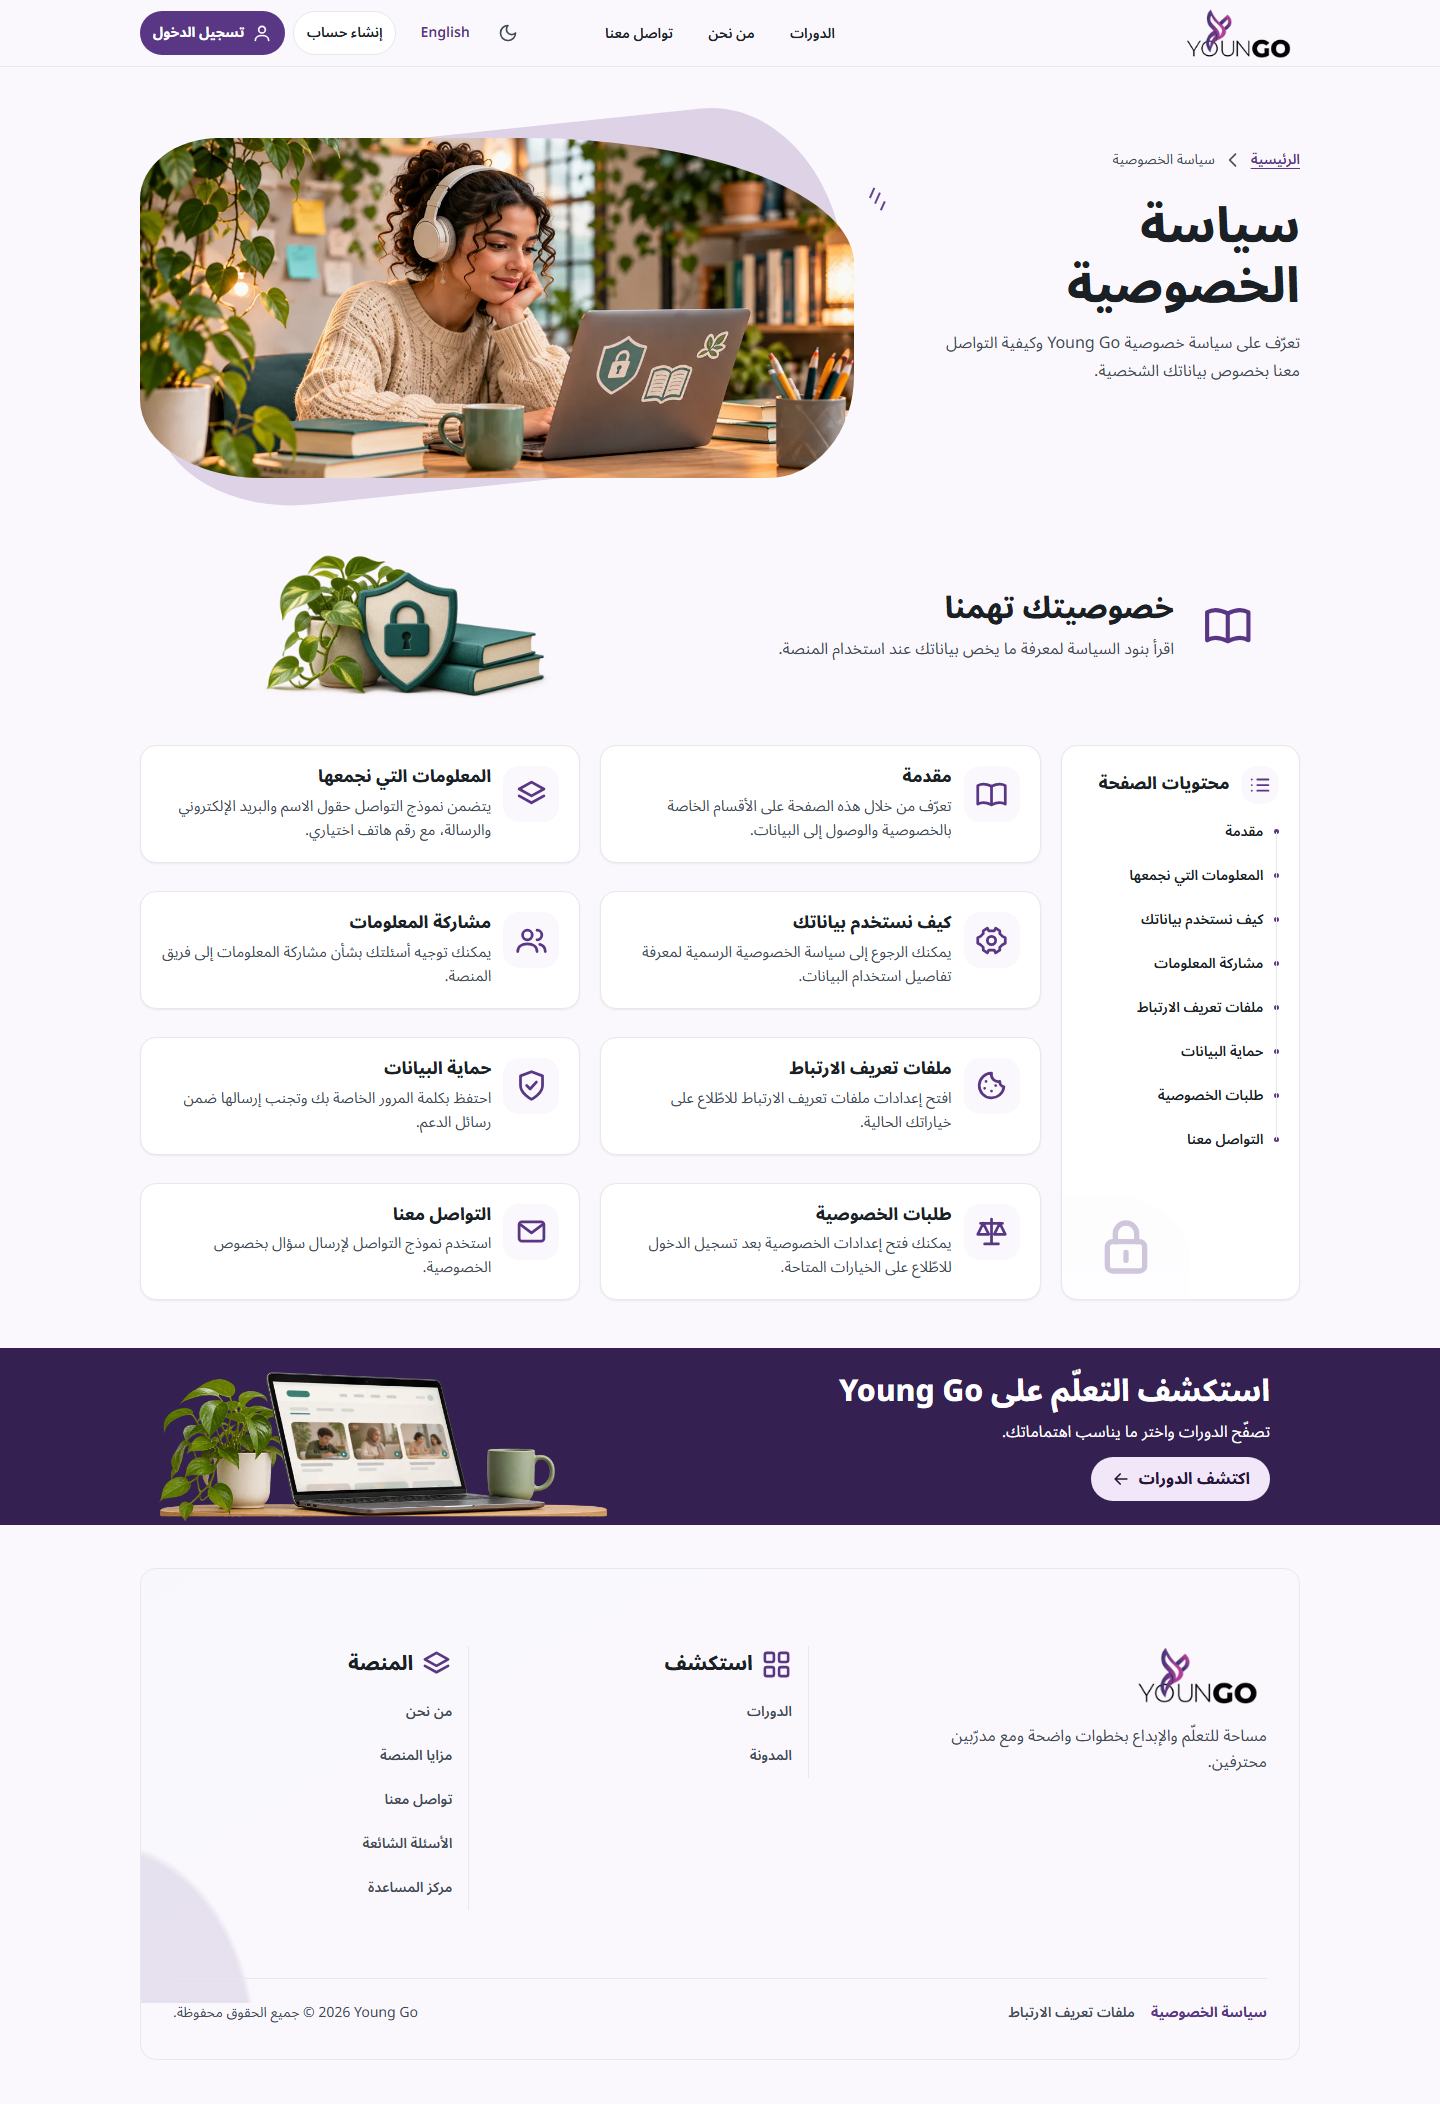 YOUNGO
الدورات
من نحن
تواصل معنا
English
إنشاء حساب
تسجيل الدخول
الرئيسية
سياسة الخصوصية
سياسة
الخصوصية
تعرّف على سياسة خصوصية Young Go وكيفية التواصل
معنا بخصوص بياناتك الشخصية.
خصوصيتك تهمنا
اقرأ بنود السياسة لمعرفة ما يخص بياناتك عند استخدام المنصة.
محتويات الصفحة
مقدمة
المعلومات التي نجمعها
كيف نستخدم بياناتك
مشاركة المعلومات
ملفات تعريف الارتباط
حماية البيانات
طلبات الخصوصية
التواصل معنا
مقدمة
تعرّف من خلال هذه الصفحة على الأقسام الخاصة
بالخصوصية والوصول إلى البيانات.
المعلومات التي نجمعها
يتضمن نموذج التواصل حقول الاسم والبريد الإلكتروني
والرسالة، مع رقم هاتف اختياري.
كيف نستخدم بياناتك
يمكنك الرجوع إلى سياسة الخصوصية الرسمية لمعرفة
تفاصيل استخدام البيانات.
مشاركة المعلومات
يمكنك توجيه أسئلتك بشأن مشاركة المعلومات إلى فريق
المنصة.
ملفات تعريف الارتباط
افتح إعدادات ملفات تعريف الارتباط للاطّلاع على
خياراتك الحالية.
حماية البيانات
احتفظ بكلمة المرور الخاصة بك وتجنب إرسالها ضمن
رسائل الدعم.
طلبات الخصوصية
يمكنك فتح إعدادات الخصوصية بعد تسجيل الدخول
للاطّلاع على الخيارات المتاحة.
التواصل معنا
استخدم نموذج التواصل لإرسال سؤال بخصوص
الخصوصية.
استكشف التعلّم على Young Go
تصفّح الدورات واختر ما يناسب اهتماماتك.
اكتشف الدورات
YOUNGO
مساحة للتعلّم والإبداع بخطوات واضحة ومع مدرّبين
محترفين.
استكشف
الدورات
المدونة
المنصة
من نحن
مزايا المنصة
تواصل معنا
الأسئلة الشائعة
مركز المساعدة
سياسة الخصوصية
ملفات تعريف الارتباط
Young Go 2026 © جميع الحقوق محفوظة.